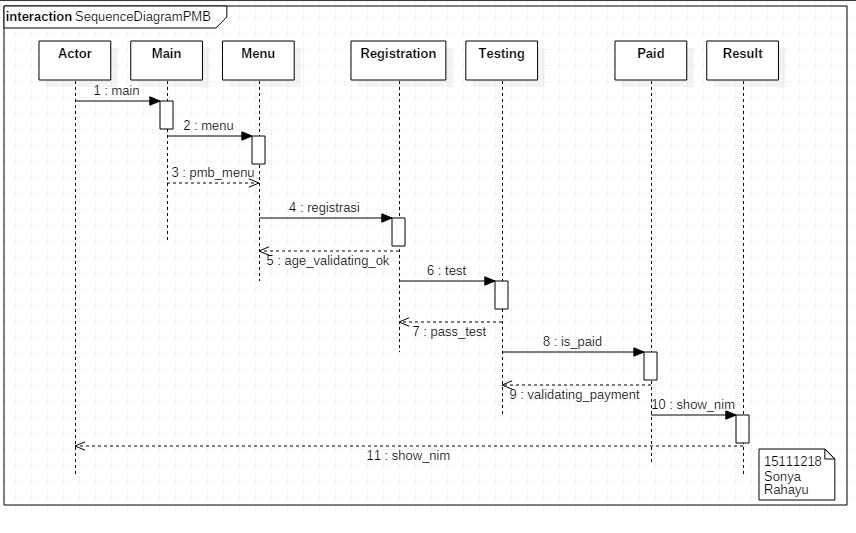 interaction SequenceDiagramPMB
Actor
Main
Menu
Registration
Testing
Paid
Result
1 : main
2 : menu
3 : pmb_menu
4 : registrasi
5 : age_validating_ok
6 : test
7 : pass_test
8 : is_paid
9 : validating_payment
10 : show_nim
11 : show_nim
15111218
Sonya
Rahayu